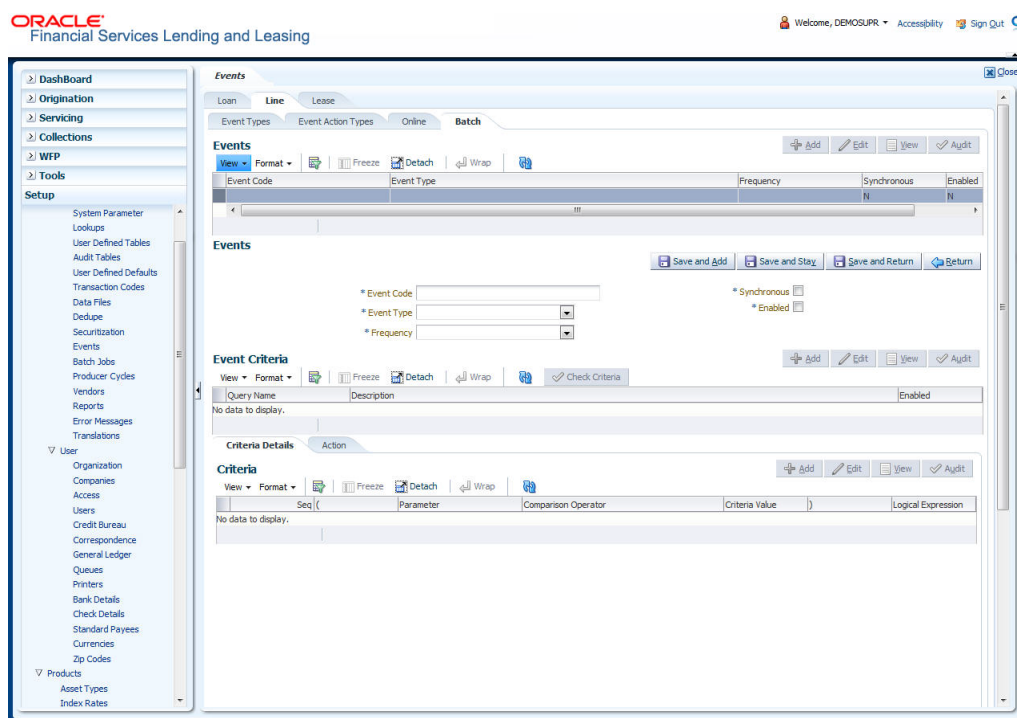 ORACLE
Financial Services Lending and Leasing
Welcome, DEMOSUPR Accessibility Sign Out
DashBoard
Origination
Servicing
Collections
WFP
Tools
Setup
System Parameter
Lookups
User Defined Tables
Audit Tables
User Defined Defaults
Transaction Codes
Data Files
Dedupe
Securitization
Events
Batch Jobs
Producer Cycles
Vendors
Reports
Error Messages
Translations
User
Organization
Companies
Access
Users
Credit Bureau
Correspondence
General Ledger
Queues
Printers
Bank Details
Check Details
Standard Payees
Currencies
Zip Codes
Products
Asset Types
Index Rates
Events
Close
Loan Line Lease
Event Types Event Action Types Online Batch
Events
Add Edit View Audit
View Format Freeze Detach Wrap
Event Code Event Type Frequency Synchronous Enabled
N N
Events
Save and Add Save and Stay Save and Return Return
* Event Code
* Event Type
* Frequency
* Synchronous
* Enabled
Event Criteria
Add Edit View Audit
View Format Freeze Detach Wrap Check Criteria
Query Name Description Enabled
No data to display.
Criteria Details Action
Criteria
Add Edit View Audit
View Format Freeze Detach Wrap
Seq ( Parameter Comparison Operator Criteria Value ) Logical Expression
No data to display.